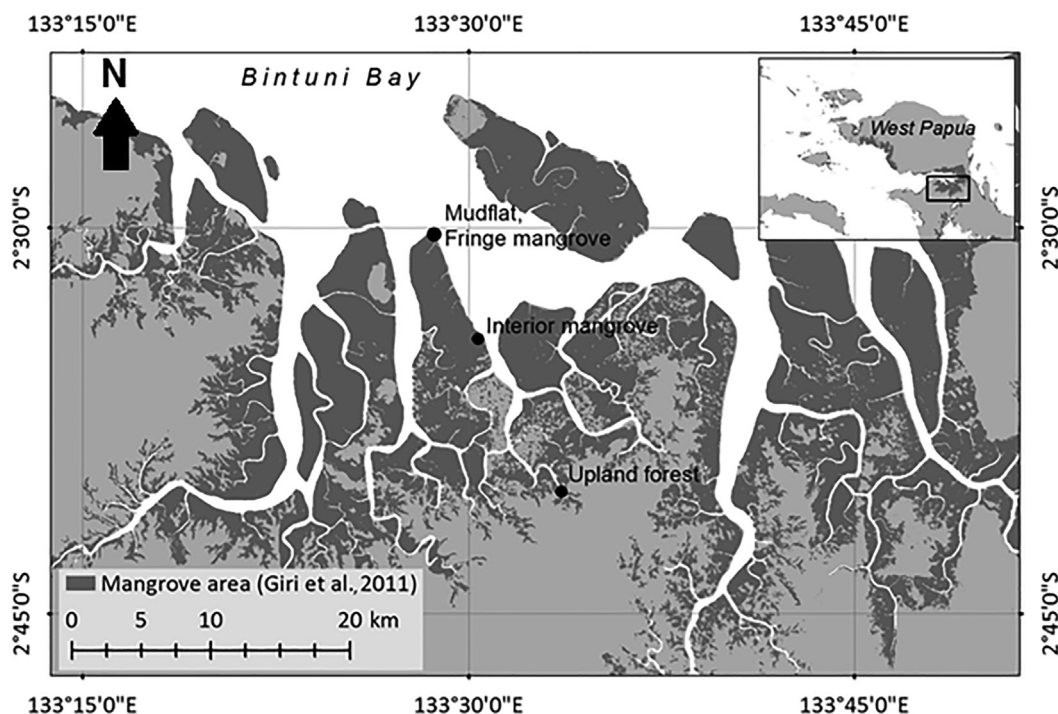 133°15'0"E 133°30'0"E 133°45'0"E
N
Bintuni Bay
West Papua
2°30'0"S
2°30'0"S
Mudflat,
Fringe mangrove
Interior mangrove
Upland forest
Mangrove area (Giri et al., 2011)
0 5 10 20 km
2°45'0"S
2°45'0"S
133°15'0"E 133°30'0"E 133°45'0"E